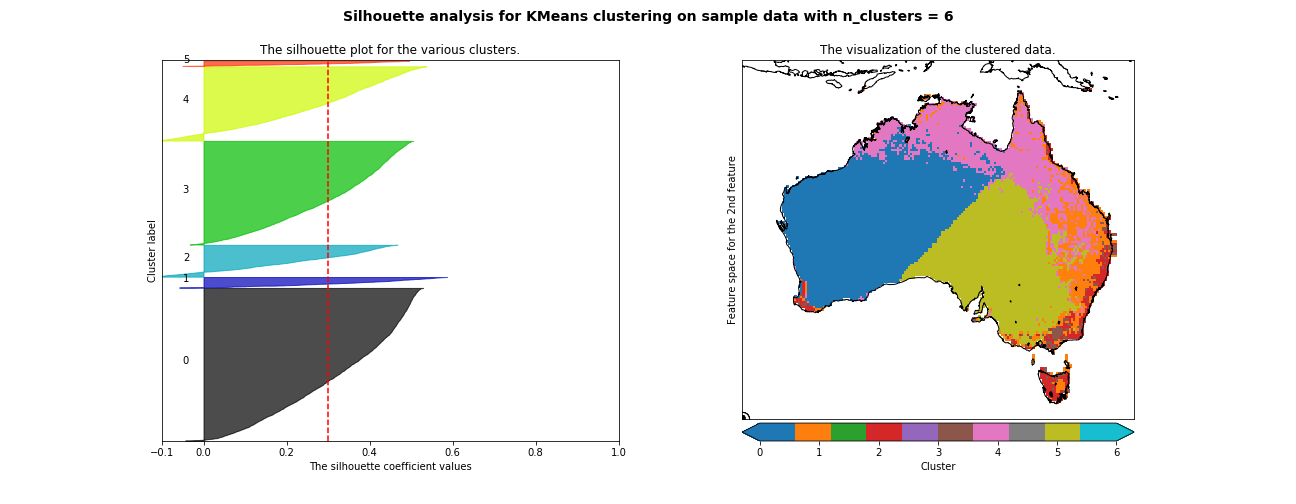 Silhouette analysis for KMeans clustering on sample data with n_clusters = 6
The silhouette plot for the various clusters.
Cluster label
5
4
3
2
1
0
−0.1 0.0 0.2 0.4 0.6 0.8 1.0
The silhouette coefficient values
The visualization of the clustered data.
Feature space for the 2nd feature
0 1 2 3 4 5 6
Cluster